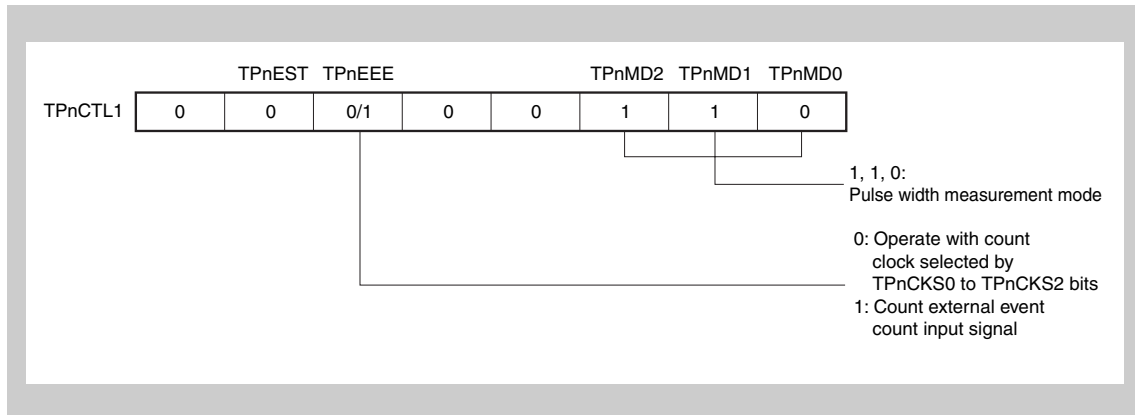 TPnEST TPnEEE TPnMD2 TPnMD1 TPnMD0
TPnCTL1 0 0 0/1 0 0 1 1 0
1, 1, 0:
Pulse width measurement mode
0: Operate with count
clock selected by
TPnCKS0 to TPnCKS2 bits
1: Count external event
count input signal